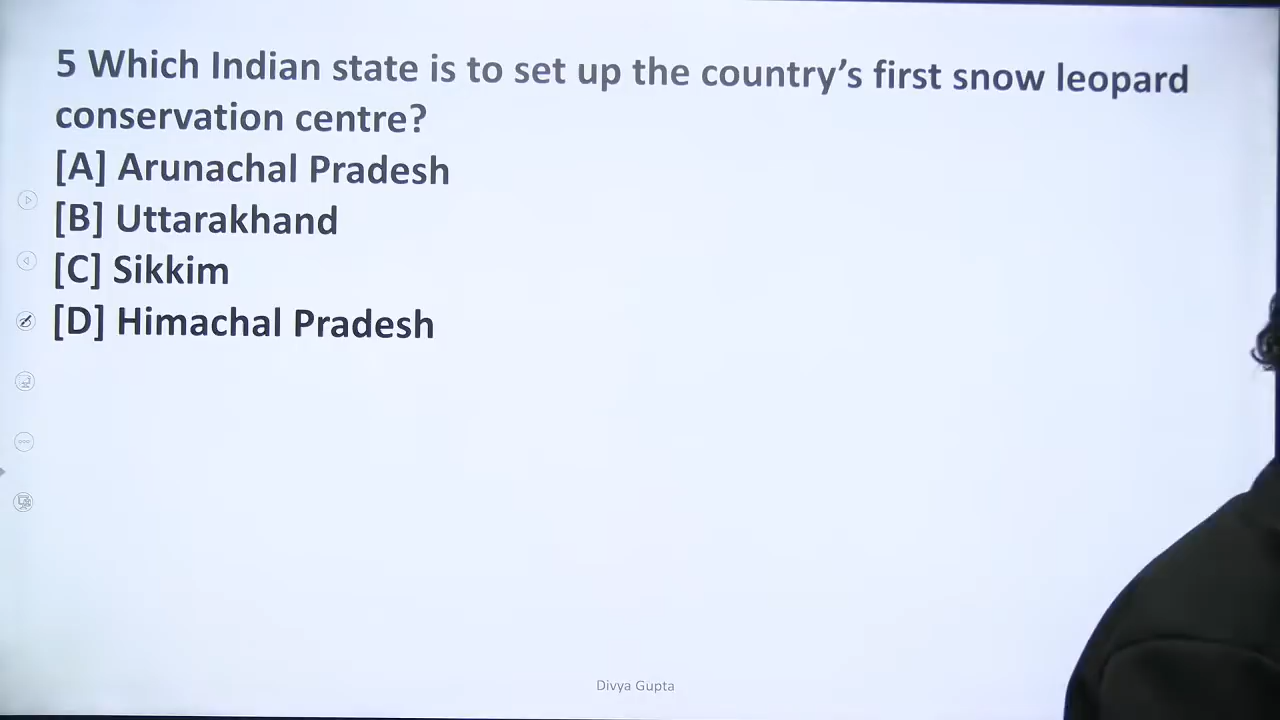 5 Which Indian state is to set up the country’s first snow leopard
conservation centre?
[A] Arunachal Pradesh
[B] Uttarakhand
[C] Sikkim
[D] Himachal Pradesh
Divya Gupta